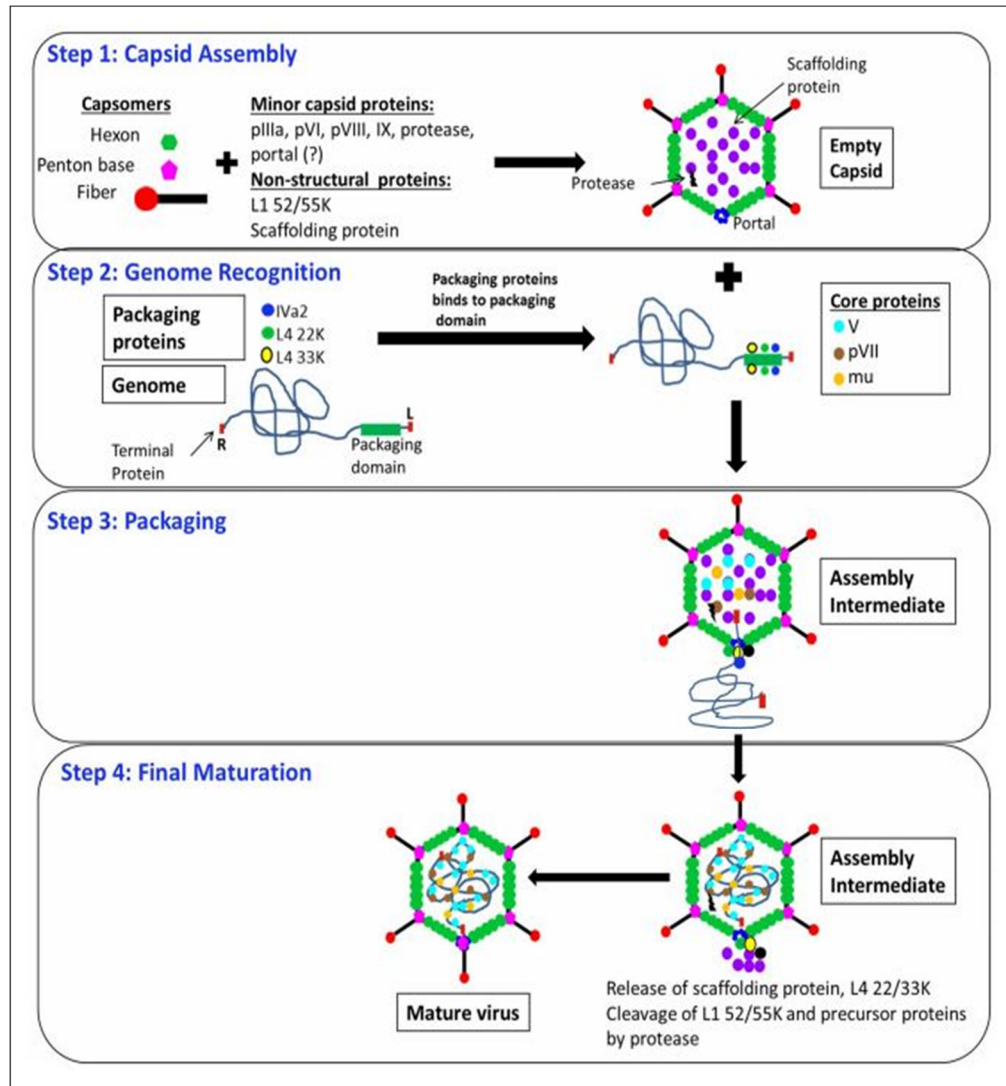 Step 1: Capsid Assembly
Capsomers
Hexon
Penton base
Fiber
Minor capsid proteins:
pIIIa, pVI, pVIII, IX, protease,
portal (?)
Non-structural proteins:
L1 52/55K
Scaffolding protein
Scaffolding
protein
Protease
Portal
Empty
Capsid
Step 2: Genome Recognition
Packaging
proteins
IVa2
L4 22K
L4 33K
Packaging proteins
binds to packaging
domain
Core proteins
V
pVII
mu
Genome
Terminal
Protein
R
L
Packaging
domain
Step 3: Packaging
Assembly
Intermediate
Step 4: Final Maturation
Assembly
Intermediate
Mature virus
Release of scaffolding protein, L4 22/33K
Cleavage of L1 52/55K and precursor proteins
by protease